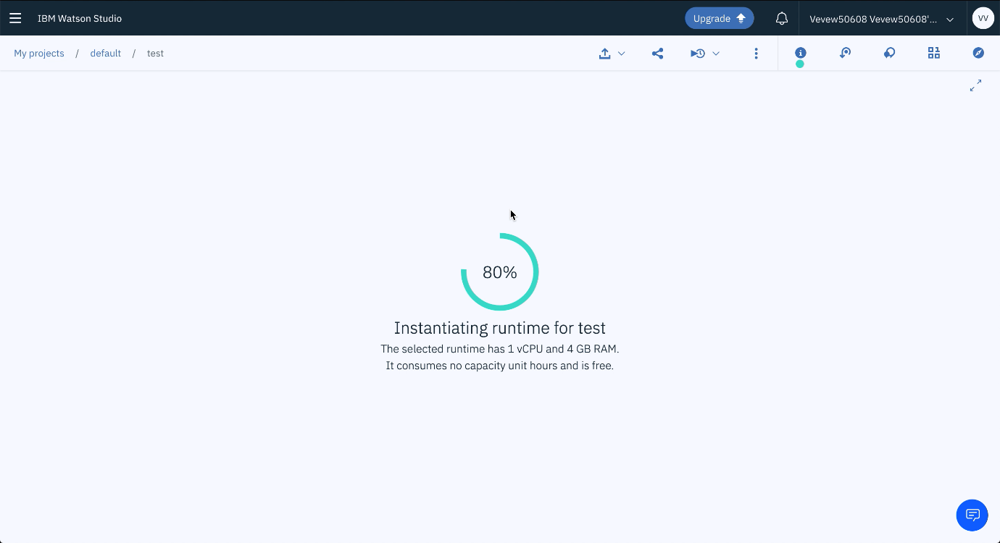 IBM Watson Studio
Upgrade
Vevew50608 Vevew50608'...
VV
My projects / default / test
80%
Instantiating runtime for test
The selected runtime has 1 vCPU and 4 GB RAM.
It consumes no capacity unit hours and is free.